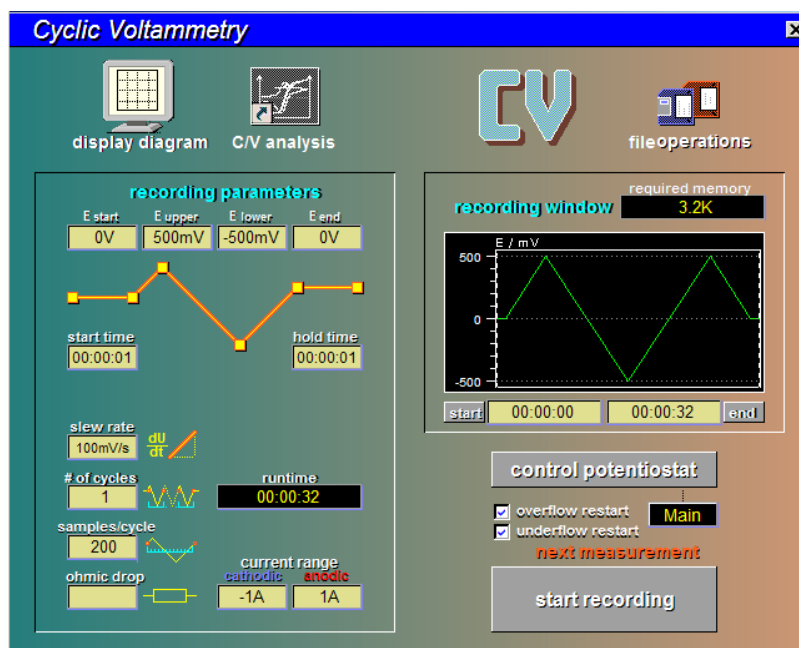 Cyclic Voltammetry
display diagram
C/V analysis
CV
fileoperations
recording parameters
E start E upper E lower E end
0V 500mV -500mV 0V
start time
00:00:01
hold time
00:00:01
slew rate
100mV/s
dU
dt
# of cycles
1
runtime
00:00:32
samples/cycle
200
ohmic drop
current range
cathodic anodic
-1A 1A
required memory
recording window 3.2K
E / mV
500
0
-500
start 00:00:00 00:00:32 end
control potentiostat
overflow restart
underflow restart
Main
next measurement
start recording